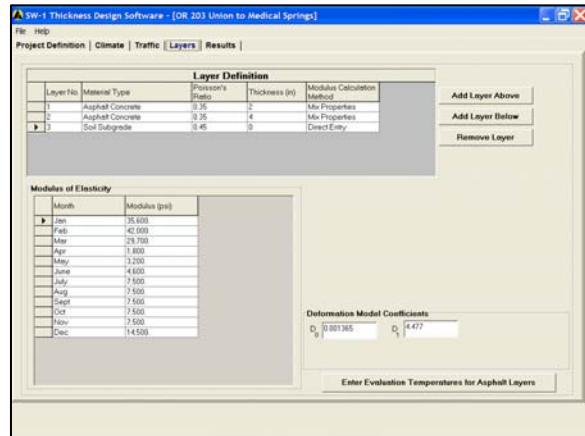 SW-1 Thickness Design Software - [OR 203 Union to Medical Springs]
File Help
Project Definition | Climate | Traffic | Layers | Results |
Layer Definition
Layer No. Material Type Poisson's Ratio Thickness (in) Modulus Calculation Method
1 Asphalt Concrete 0.35 2 Mix Properties
2 Asphalt Concrete 0.35 4 Mix Properties
3 Soil Subgrade 0.45 0 Direct Entry
Add Layer Above
Add Layer Below
Remove Layer
Modulus of Elasticity
Month Modulus (psi)
Jan 35,600.
Feb 42,000.
Mar 29,700.
Apr 1,800.
May 3,200.
June 4,600.
July 7,500.
Aug 7,500.
Sept 7,500.
Oct 7,500.
Nov 7,500.
Dec 14,500.
Deformation Model Coefficients
D0 0.001365 D1 4.477
Enter Evaluation Temperatures for Asphalt Layers